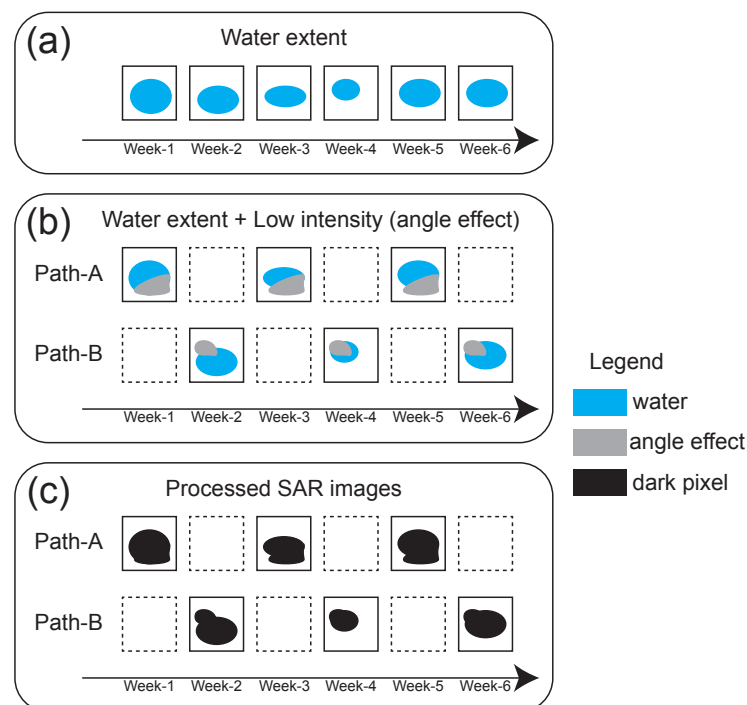 (a)
Water extent
Week-1 Week-2 Week-3 Week-4 Week-5 Week-6
(b)
Water extent + Low intensity (angle effect)
Path-A
Path-B
Week-1 Week-2 Week-3 Week-4 Week-5 Week-6
Legend
water
angle effect
dark pixel
(c)
Processed SAR images
Path-A
Path-B
Week-1 Week-2 Week-3 Week-4 Week-5 Week-6